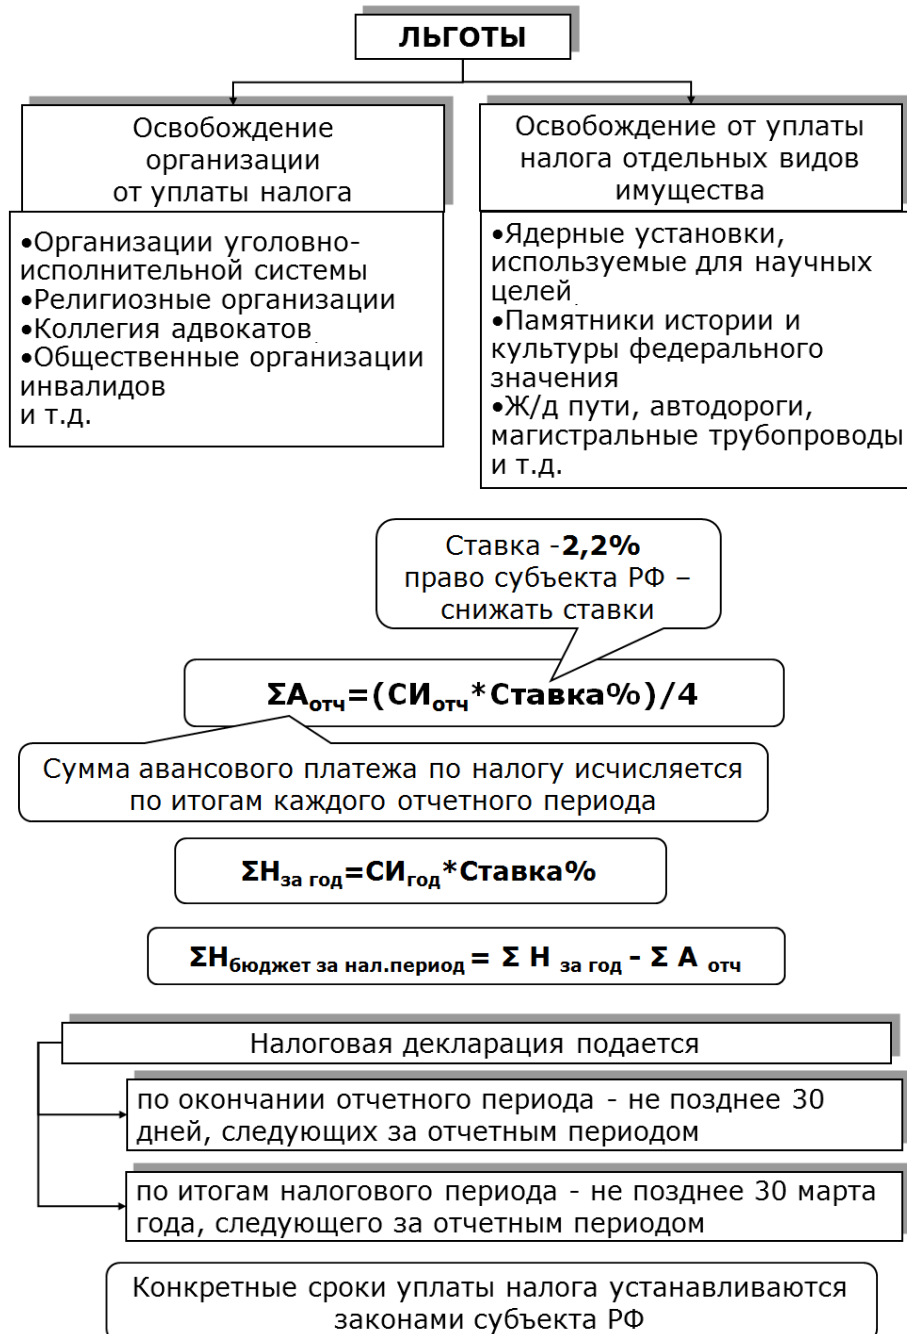 ЛЬГОТЫ
Освобождение
организации
от уплаты налога
•Организации уголовно-
исполнительной системы
•Религиозные организации
•Коллегия адвокатов
•Общественные организации
инвалидов
и т.д.
Освобождение от уплаты
налога отдельных видов
имущества
•Ядерные установки,
используемые для научных
целей
•Памятники истории и
культуры федерального
значения
•Ж/д пути, автодороги,
магистральные трубопроводы
и т.д.
Ставка -2,2%
право субъекта РФ –
снижать ставки
ΣАотч=(СИотч*Ставка%)/4
Сумма авансового платежа по налогу исчисляется
по итогам каждого отчетного периода
ΣНза год=СИгод*Ставка%
ΣНбюджет за нал.период = Σ Н за год - Σ А отч
Налоговая декларация подается
по окончании отчетного периода - не позднее 30
дней, следующих за отчетным периодом
по итогам налогового периода - не позднее 30 марта
года, следующего за отчетным периодом
Конкретные сроки уплаты налога устанавливаются
законами субъекта РФ